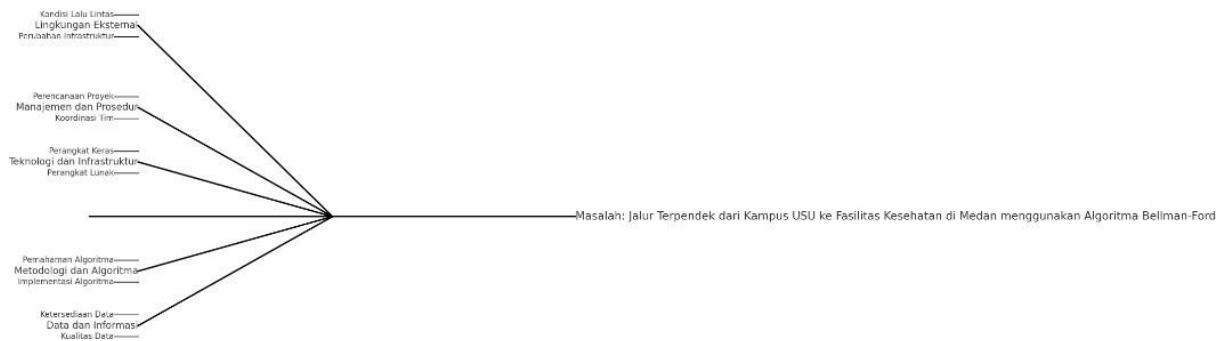 Kondisi Lalu Lintas
Lingkungan Eksternal
Perubahan Infrastruktur
Perencanaan Proyek
Manajemen dan Prosedur
Koordinasi Tim
Perangkat Keras
Teknologi dan Infrastruktur
Perangkat Lunak
Masalah: Jalur Terpendek dari Kampus USU ke Fasilitas Kesehatan di Medan menggunakan Algoritma Bellman-Ford
Pemahaman Algoritma
Metodologi dan Algoritma
Implementasi Algoritma
Ketersediaan Data
Data dan Informasi
Kualitas Data